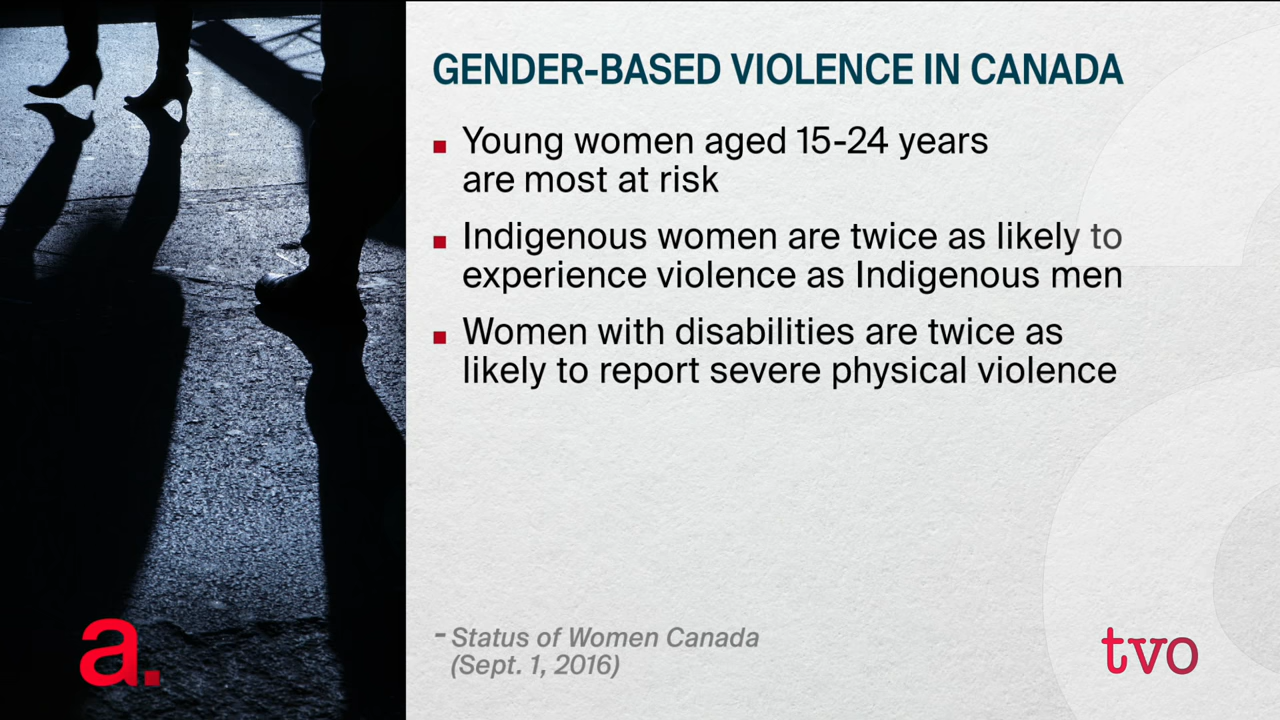 GENDER-BASED VIOLENCE IN CANADA
Young women aged 15-24 years
are most at risk
Indigenous women are twice as likely to
experience violence as Indigenous men
Women with disabilities are twice as
likely to report severe physical violence
- Status of Women Canada
(Sept. 1, 2016)
a.
tvo